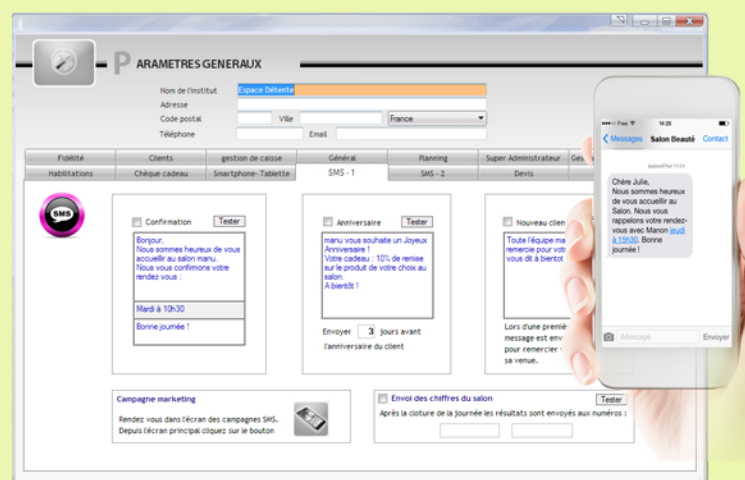 PARAMETRES GENERAUX
Nom de l'institut Espace Détente
Adresse
Code postal Ville France
Téléphone Email
Fidélité Clients gestion de caisse Général Planning Super Administrateur
Habilitations Chèque cadeau Smartphone- Tablette SMS - 1 SMS - 2 Devis
SMS
Confirmation Tester
Bonjour.
Nous sommes heureux de vous
accueillir au salon
manu.
Nous vous confirmons votre
rendez vous :
Mardi à 10h30
Bonne journée !
Anniversaire Tester
manu vous souhaite un Joyeux
Anniversaire !
Votre cadeau : 10% de remise
sur le produit de votre choix au
salon.
A bientôt !
Envoyer 3 jours avant
l'anniversaire du client
Nouveau clien
Toute l'équipe
remercie pour
vous dit à bientot
Lors d'une
message est
pour remercier
sa venue.
Campagne marketing
Rendez vous dans l'écran des campagnes SMS.
Depuis l'écran principal cliquez sur le bouton
Envoi des chiffres du salon Tester
Après la cloture de la journée les résultats sont envoyés aux numéros :
Free 14:28
Messages Salon Beauté Contact
aujourd'hui 14:24
Chère Julie,
Nous sommes heureux
de vous accueillir au
Salon. Nous vous
rappelons votre rendez-
vous avec Manon jeudi
à 15h30. Bonne
journée !
Message Envoyer